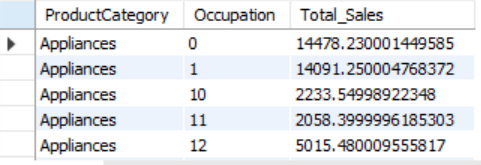 ProductCategory Occupation Total_Sales
Appliances 0 14478.230001449585
Appliances 1 14091.250004768372
Appliances 10 2233.54998922348
Appliances 11 2058.3999996185303
Appliances 12 5015.480009555817